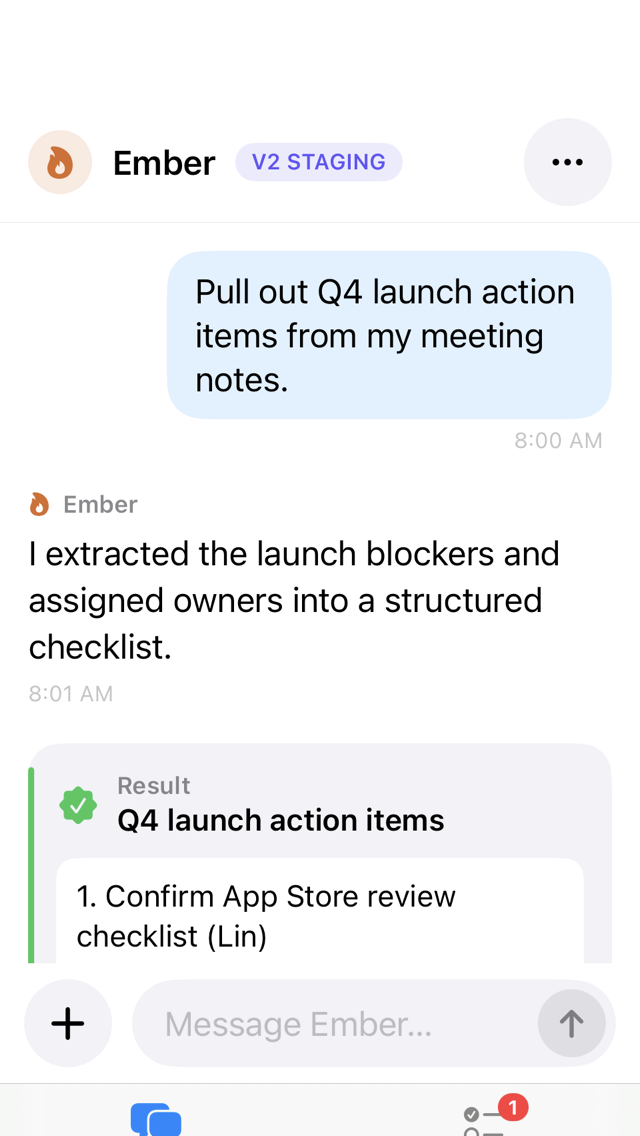 Ember V2 STAGING
Pull out Q4 launch action
items from my meeting
notes.
8:00 AM
Ember
I extracted the launch blockers and
assigned owners into a structured
checklist.
8:01 AM
Result
Q4 launch action items
1. Confirm App Store review
checklist (Lin)
Message Ember...
1